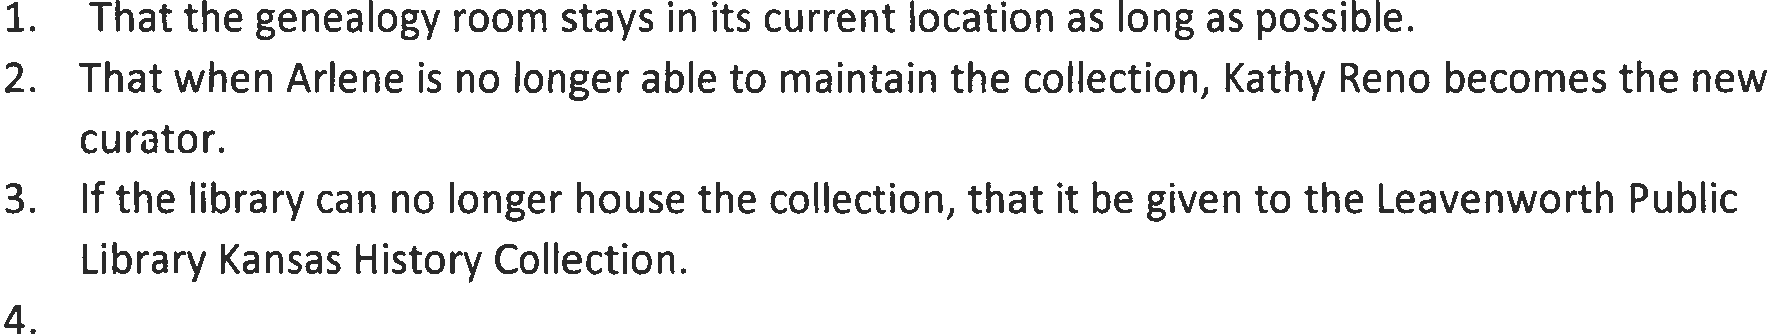 1. That the genealogy room stays in its current location as long as possible.
2. That when Arlene is no longer able to maintain the collection, Kathy Reno becomes the new
curator.
3. If the library can no longer house the collection, that it be given to the Leavenworth Public
Library Kansas History Collection.
4.